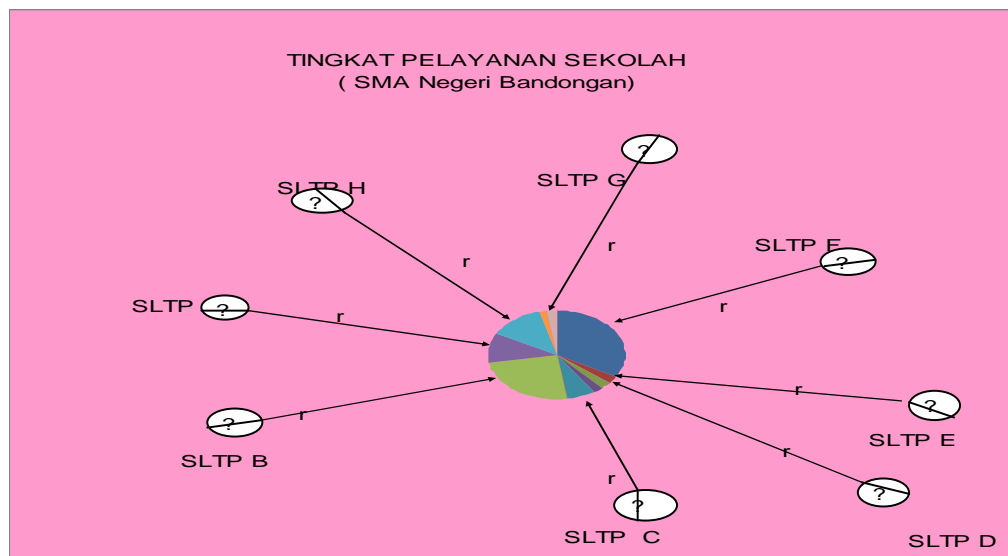 TINGKAT PELAYANAN SEKOLAH
( SMA Negeri Bandongan)
?
SLTP G
SLTP H
?
r
SLTP F
?
r
r
SLTP
?
r
r
?
SLTP E
?
r
SLTP B
r
?
SLTP D
r
?
SLTP C